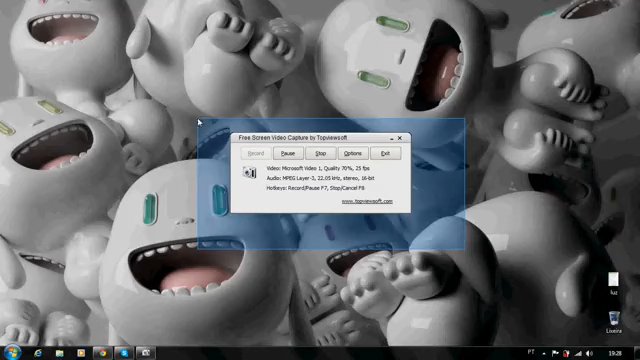 Free Screen Video Capture by Topviewsoft
Record Pause Stop Options Exit
Video: Microsoft Video 1, Quality 70%, 25 fps
Audio: MPEG Layer-3, 22.05 kHz, stereo, 16-bit
Hotkeys: Record/Pause F7, Stop/Cancel F8
www.topviewsoft.com
luz
Lixeira
PT
19:28